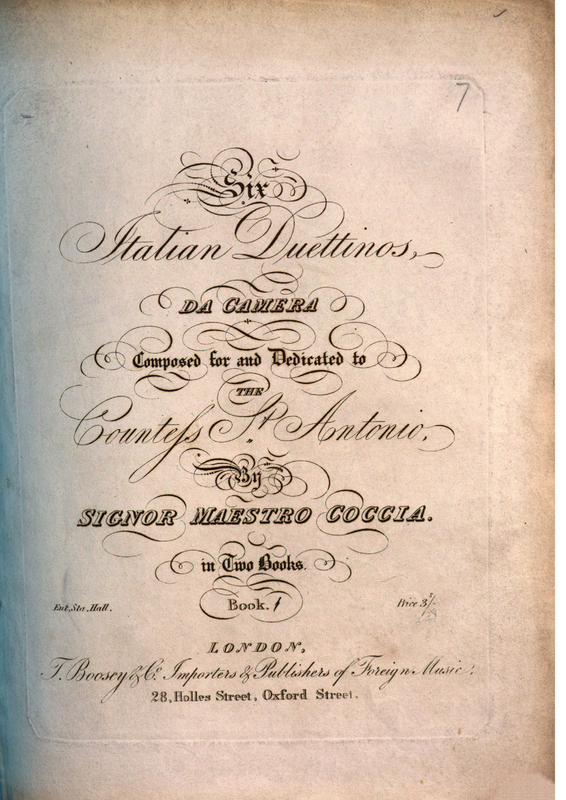 7
Six
Italian Duettinos,
DA CAMERA
Composed for and Dedicated to
THE
Countess St. Antonio.
By
SIGNOR MAESTRO COCCIA.
in Two Books.
Book. 1
Ent. Sta. Hall.
Price 3/-
LONDON,
T. Boosey & Co. Importers & Publishers of Foreign Music.
28, Holles Street, Oxford Street.